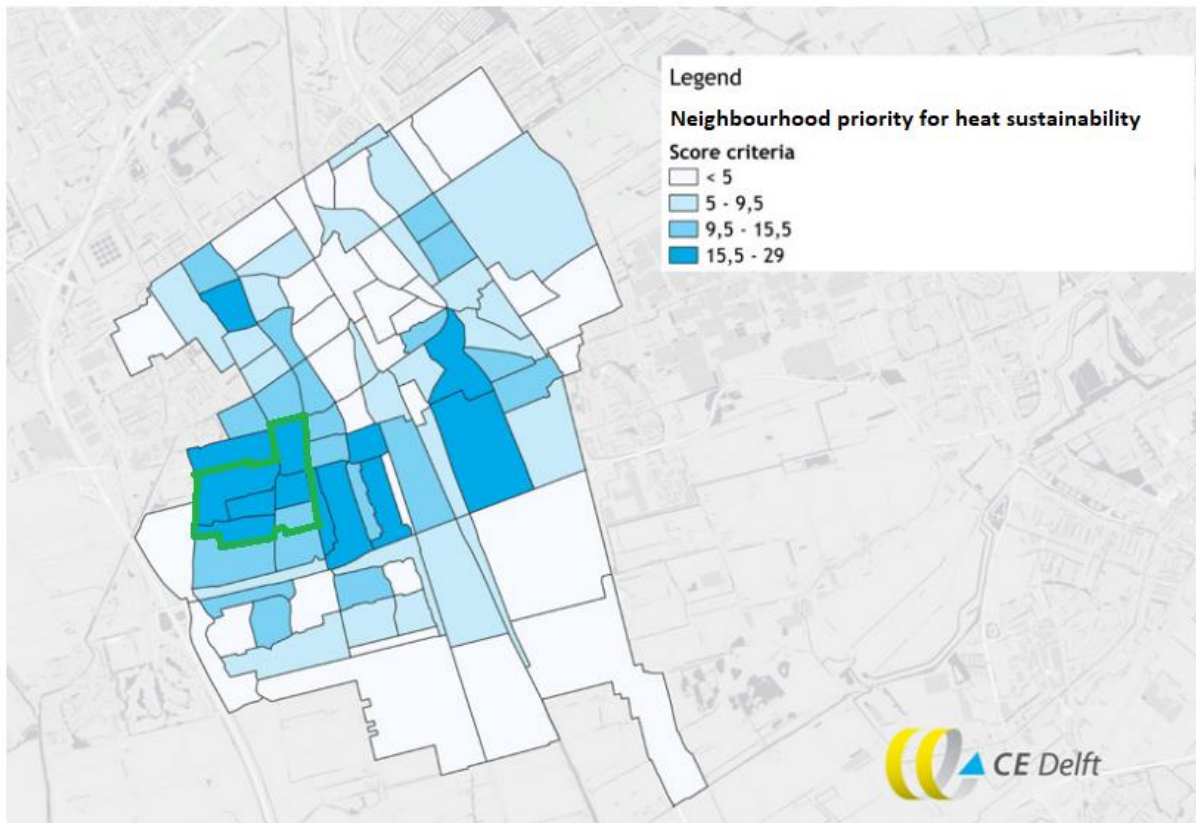 Legend
Neighbourhood priority for heat sustainability
Score criteria
< 5
5 - 9,5
9,5 - 15,5
15,5 - 29
CE Delft